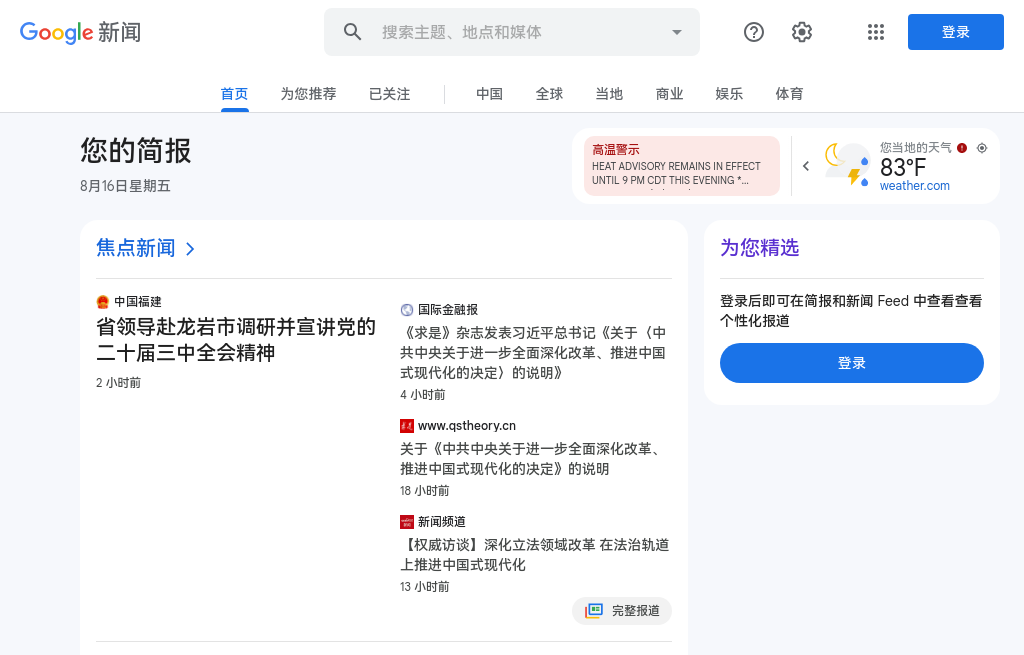 Google 新闻
搜索主题、地点和媒体
登录
首页
为您推荐
已关注
中国
全球
当地
商业
娱乐
体育
您的简报
8月16日星期五
高温警示
HEAT ADVISORY REMAINS IN EFFECT
UNTIL 9 PM CDT THIS EVENING *...
您当地的天气
83°F
weather.com
焦点新闻
中国福建
省领导赴龙岩市调研并宣讲党的
二十届三中全会精神
2 小时前
国际金融报
《求是》杂志发表习近平总书记《关于〈中
共中央关于进一步全面深化改革、推进中国
式现代化的决定〉的说明》
4 小时前
www.qstheory.cn
关于《中共中央关于进一步全面深化改革、
推进中国式现代化的决定》的说明
18 小时前
新闻频道
【权威访谈】深化立法领域改革 在法治轨道
上推进中国式现代化
13 小时前
完整报道
为您精选
登录后即可在简报和新闻 Feed 中查看查看
个性化报道
登录